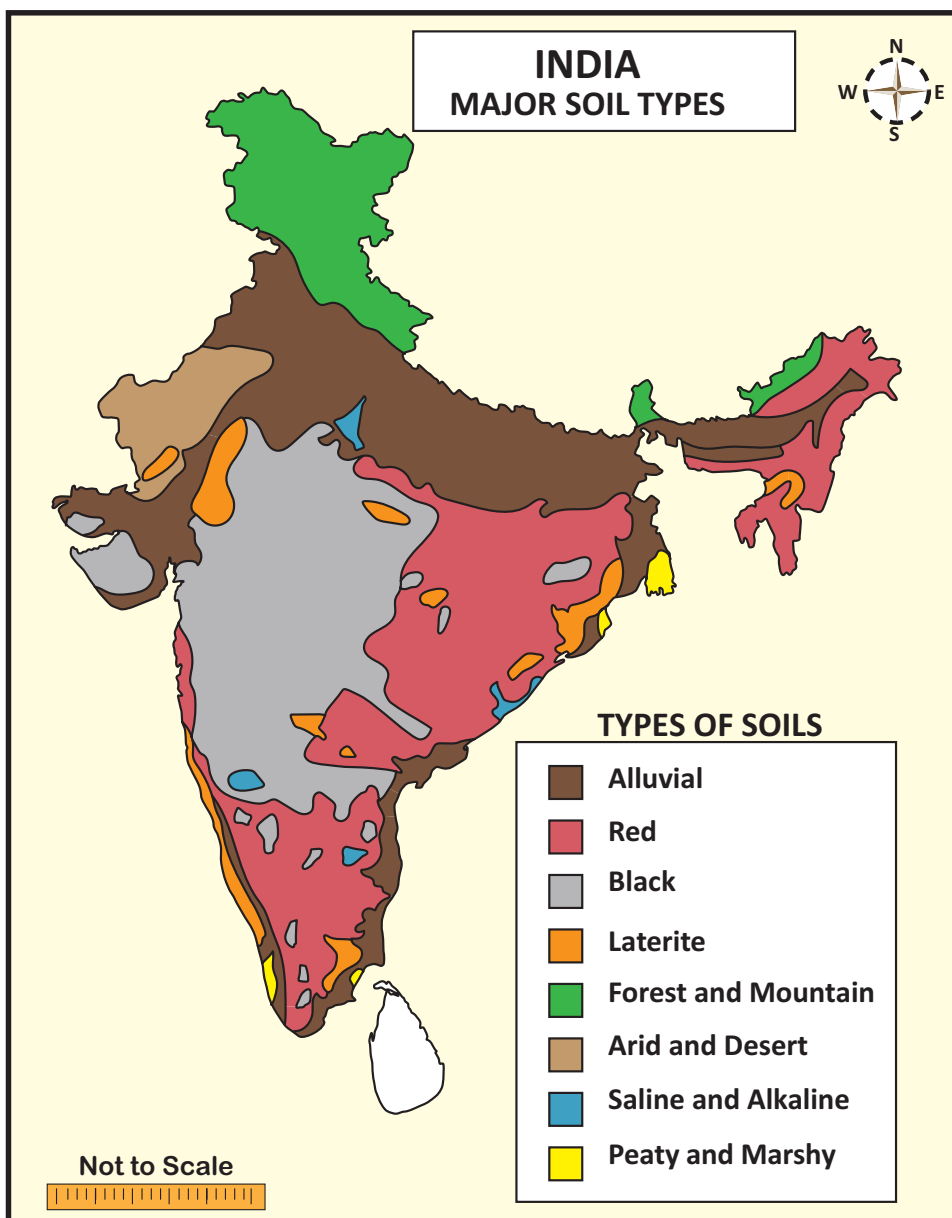 INDIA
MAJOR SOIL TYPES
N
W
E
S
TYPES OF SOILS
Alluvial
Red
Black
Laterite
Forest and Mountain
Arid and Desert
Saline and Alkaline
Peaty and Marshy
Not to Scale